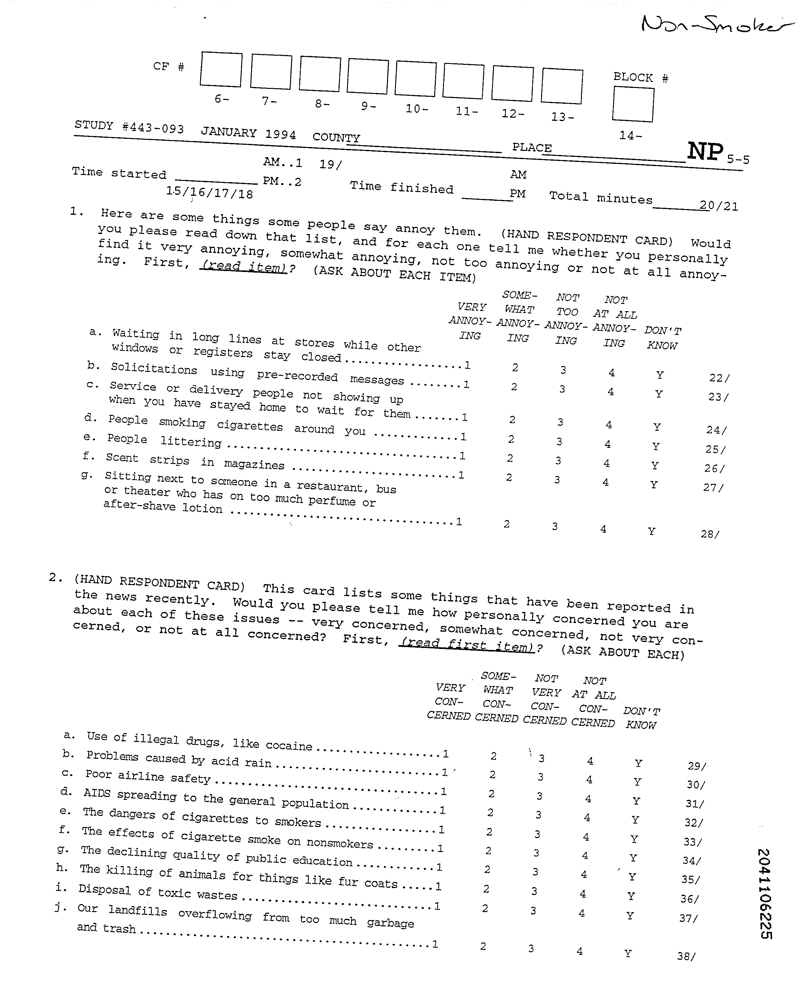 Non-Smoker
CF #
BLOCK #
6- 7- 8- 9- 10- 11- 12- 13-
14-
STUDY #443-093 JANUARY 1994 COUNTY PLACE NP 5-5
AM..1 19/ AM
Time started PM..2 Time finished PM Total minutes 20/21
15/16/17/18
1. Here are some things some people say annoy them. (HAND RESPONDENT CARD) Would
you please read down that list, and for each one tell me whether you personally
find it very annoying, somewhat annoying, not too annoying or not at all annoy-
ing. First, (read item)? (ASK ABOUT EACH ITEM)
SOME- NOT NOT
VERY WHAT TOO AT ALL
ANNOY- ANNOY- ANNOY- ANNOY- DON'T
ING ING ING ING KNOW
a. Waiting in long lines at stores while other
windows or registers stay closed................1 2 3 4 Y 22/
b. Solicitations using pre-recorded messages ........1 2 3 4 Y 23/
c. Service or delivery people not showing up
when you have stayed home to wait for them .......1 2 3 4 Y 24/
d. People smoking cigarettes around you ............1 2 3 4 Y 25/
e. People littering ................................1 2 3 4 Y 26/
f. Scent strips in magazines .......................1 2 3 4 Y 27/
g. Sitting next to someone in a restaurant, bus
or theater who has on too much perfume or
after-shave lotion ................................1 2 3 4 Y 28/
2. (HAND RESPONDENT CARD) This card lists some things that have been reported in
the news recently. Would you please tell me how personally concerned you are
about each of these issues -- very concerned, somewhat concerned, not very con-
cerned, or not at all concerned? First, (read first item)? (ASK ABOUT EACH)
SOME- NOT NOT
VERY WHAT VERY AT ALL
CON- CON- CON- CON- DON'T
CERNED CERNED CERNED CERNED KNOW
a. Use of illegal drugs, like cocaine..................1 2 3 4 Y 29/
b. Problems caused by acid rain ........................1 2 3 4 Y 30/
c. Poor airline safety .................................1 2 3 4 Y 31/
d. AIDS spreading to the general population ............1 2 3 4 Y 32/
e. The dangers of cigarettes to smokers.................1 2 3 4 Y 33/
f. The effects of cigarette smoke on nonsmokers .........1 2 3 4 Y 34/
g. The declining quality of public education ............1 2 3 4 Y 35/
h. The killing of animals for things like fur coats .....1 2 3 4 Y 36/
i. Disposal of toxic wastes ............................1 2 3 4 Y 37/
j. Our landfills overflowing from too much garbage
and trash..........................................1 2 3 4 Y 38/
2041106225